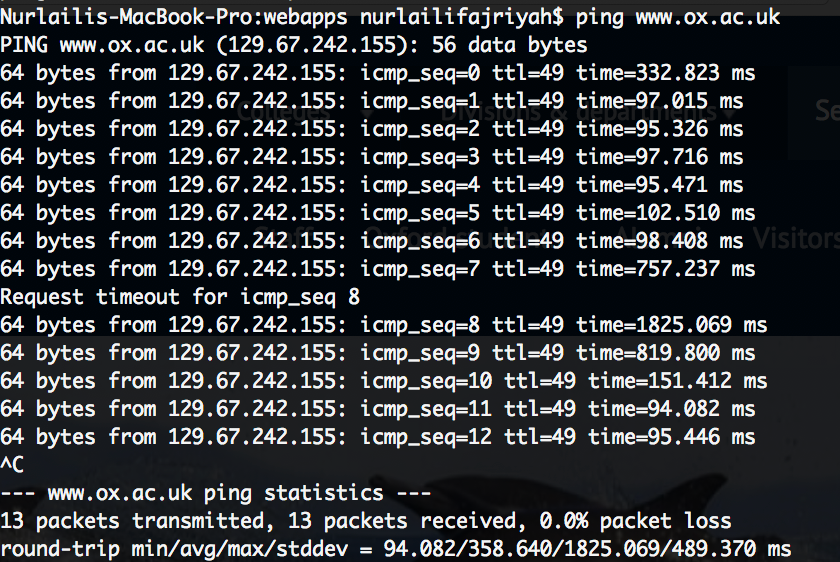 Nurlailis-MacBook-Pro:webapps nurlailifajriyah$ ping www.ox.ac.uk
PING www.ox.ac.uk (129.67.242.155): 56 data bytes
64 bytes from 129.67.242.155: icmp_seq=0 ttl=49 time=332.823 ms
64 bytes from 129.67.242.155: icmp_seq=1 ttl=49 time=97.015 ms
Colleges Divisions & departments Se
64 bytes from 129.67.242.155: icmp_seq=2 ttl=49 time=95.326 ms
64 bytes from 129.67.242.155: icmp_seq=3 ttl=49 time=97.716 ms
64 bytes from 129.67.242.155: icmp_seq=4 ttl=49 time=95.471 ms
64 bytes from 129.67.242.155: icmp_seq=5 ttl=49 time=102.510 ms
Staff Oxford students Alumni Visitors
64 bytes from 129.67.242.155: icmp_seq=6 ttl=49 time=98.408 ms
64 bytes from 129.67.242.155: icmp_seq=7 ttl=49 time=757.237 ms
Request timeout for icmp_seq 8
64 bytes from 129.67.242.155: icmp_seq=8 ttl=49 time=1825.069 ms
64 bytes from 129.67.242.155: icmp_seq=9 ttl=49 time=819.800 ms
64 bytes from 129.67.242.155: icmp_seq=10 ttl=49 time=151.412 ms
64 bytes from 129.67.242.155: icmp_seq=11 ttl=49 time=94.082 ms
64 bytes from 129.67.242.155: icmp_seq=12 ttl=49 time=95.446 ms
^C
--- www.ox.ac.uk ping statistics ---
13 packets transmitted, 13 packets received, 0.0% packet loss
round-trip min/avg/max/stddev = 94.082/358.640/1825.069/489.370 ms